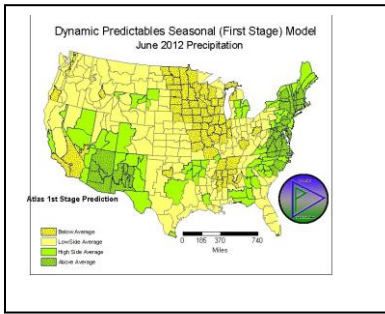 Dynamic Predictables Seasonal (First Stage) Model
June 2012 Precipitation
Atlas 1st Stage Prediction
Below Average
LowSide Average
High Side Average
Above Average
0 185 370 740
Miles